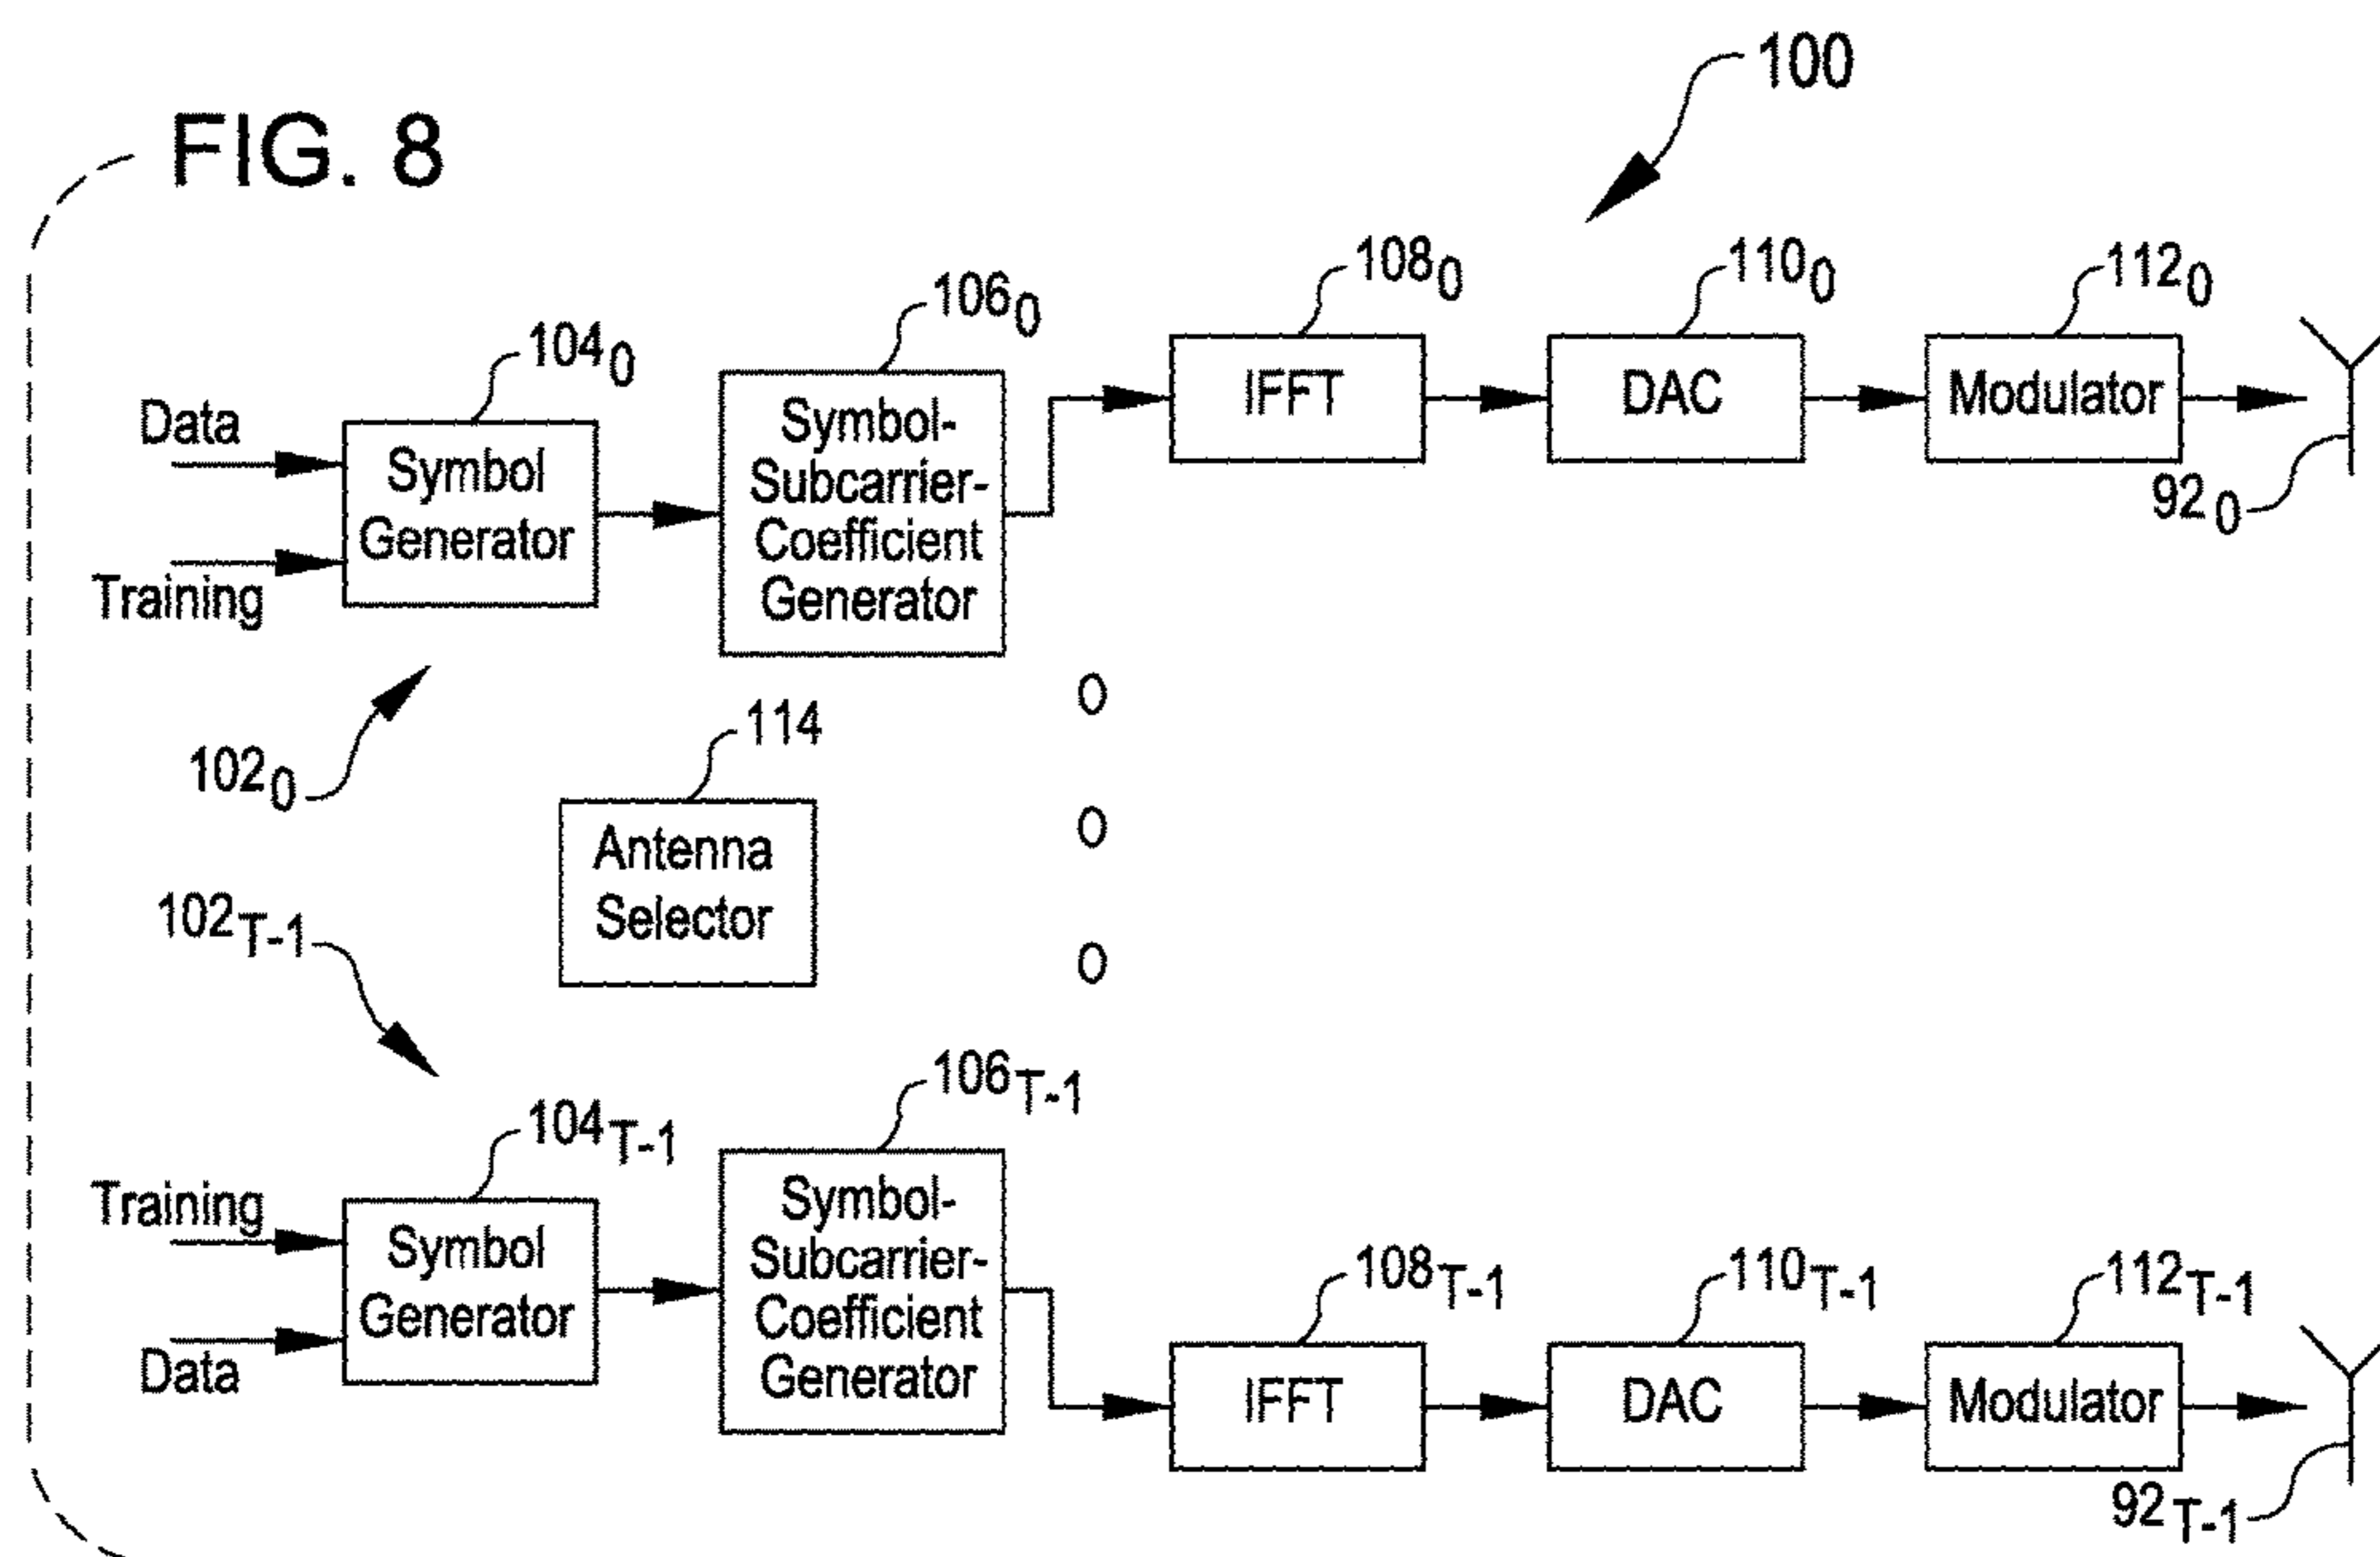 FIG. 8
100
104₀
106₀
108₀
110₀
112₀
Data
Training
Symbol
Generator
Symbol-
Subcarrier-
Coefficient
Generator
IFFT
DAC
Modulator
92₀
102₀
114
Antenna
Selector
O
O
O
102T-1
104T-1
106T-1
108T-1
110T-1
112T-1
Training
Data
Symbol
Generator
Symbol-
Subcarrier-
Coefficient
Generator
IFFT
DAC
Modulator
92T-1